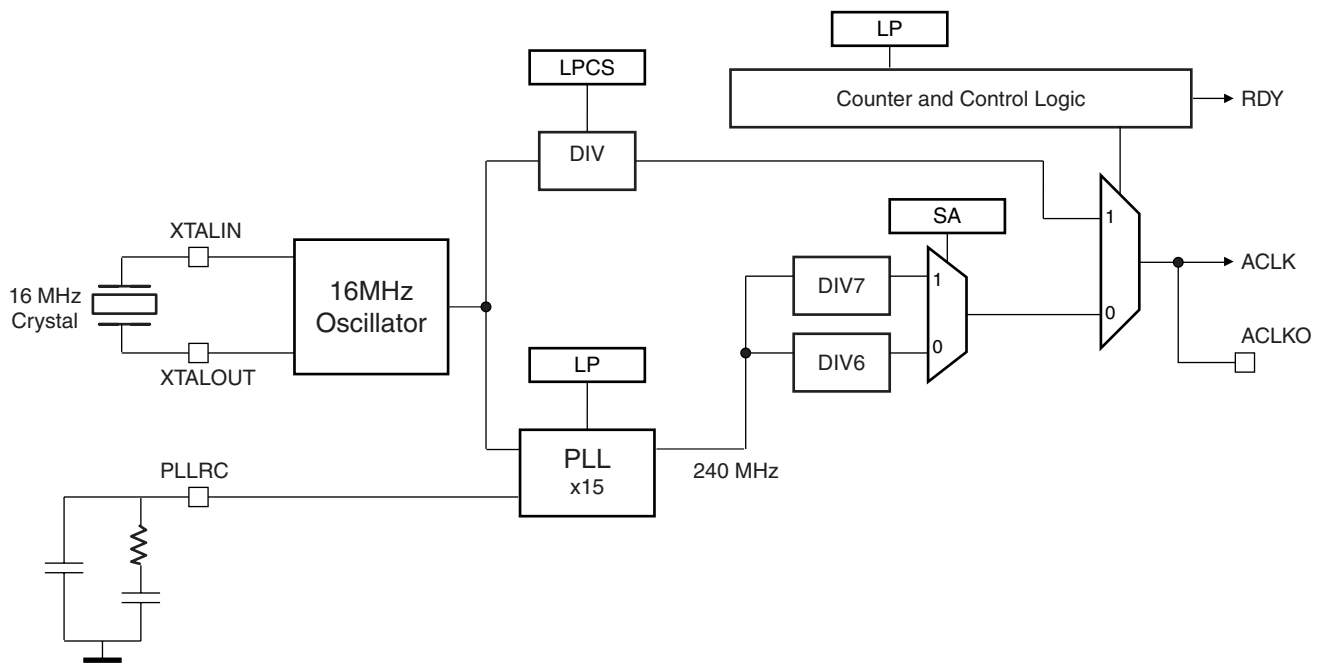 LP
LPCS
Counter and Control Logic
RDY
DIV
XTALIN
SA
1
16 MHz
Crystal
16MHz
Oscillator
DIV7
1
ACLK
0
XTALOUT
LP
DIV6
0
ACLKO
PLLRC
PLL
x15
240 MHz